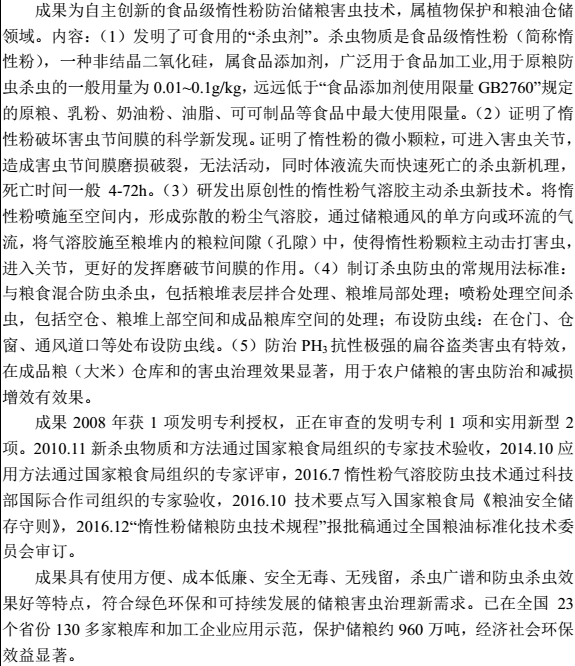 成果为自主创新的食品级惰性粉防治储粮害虫技术，属植物保护和粮油仓储
领域。内容：（1）发明了可食用的“杀虫剂”。杀虫物质是食品级惰性粉（简称惰
性粉），一种非结晶二氧化硅，属食品添加剂，广泛用于食品加工业,用于原粮防
虫杀虫的一般用量为 0.01~0.1g/kg，远远低于“食品添加剂使用限量 GB2760”规定
的原粮、乳粉、奶油粉、油脂、可可制品等食品中最大使用限量。（2）证明了惰
性粉破坏害虫节间膜的科学新发现。证明了惰性粉的微小颗粒，可进入害虫关节，
造成害虫节间膜磨损破裂，无法活动，同时体液流失而快速死亡的杀虫新机理，
死亡时间一般 4-72h。（3）研发出原创性的惰性粉气溶胶主动杀虫新技术。将惰
性粉喷施至空间内，形成弥散的粉尘气溶胶，通过储粮通风的单方向或环流的气
流，将气溶胶施至粮堆内的粮粒间隙（孔隙）中，使得惰性粉颗粒主动击打害虫，
进入关节，更好的发挥磨破节间膜的作用。（4）制订杀虫防虫的常规用法标准：
与粮食混合防虫杀虫，包括粮堆表层拌合处理、粮堆局部处理；喷粉处理空间杀
虫，包括空仓、粮堆上部空间和成品粮库空间的处理；布设防虫线：在仓门、仓
窗、通风道口等处布设防虫线。（5）防治 PH₃抗性极强的扁谷盗类害虫有特效，
在成品粮（大米）仓库和的害虫治理效果显著，用于农户储粮的害虫防治和减损
增效有效果。
成果 2008 年获 1 项发明专利授权，正在审查的发明专利 1 项和实用新型 2
项。2010.11 新杀虫物质和方法通过国家粮食局组织的专家技术验收，2014.10 应
用方法通过国家粮食局组织的专家评审，2016.7 惰性粉气溶胶防虫技术通过科技
部国际合作司组织的专家验收，2016.10 技术要点写入国家粮食局《粮油安全储
存守则》，2016.12“惰性粉储粮防虫技术规程”报批稿通过全国粮油标准化技术委
员会审订。
成果具有使用方便、成本低廉、安全无毒、无残留，杀虫广谱和防虫杀虫效
果好等特点，符合绿色环保和可持续发展的储粮害虫治理新需求。已在全国 23
个省份 130 多家粮库和加工企业应用示范，保护储粮约 960 万吨，经济社会环保
效益显著。